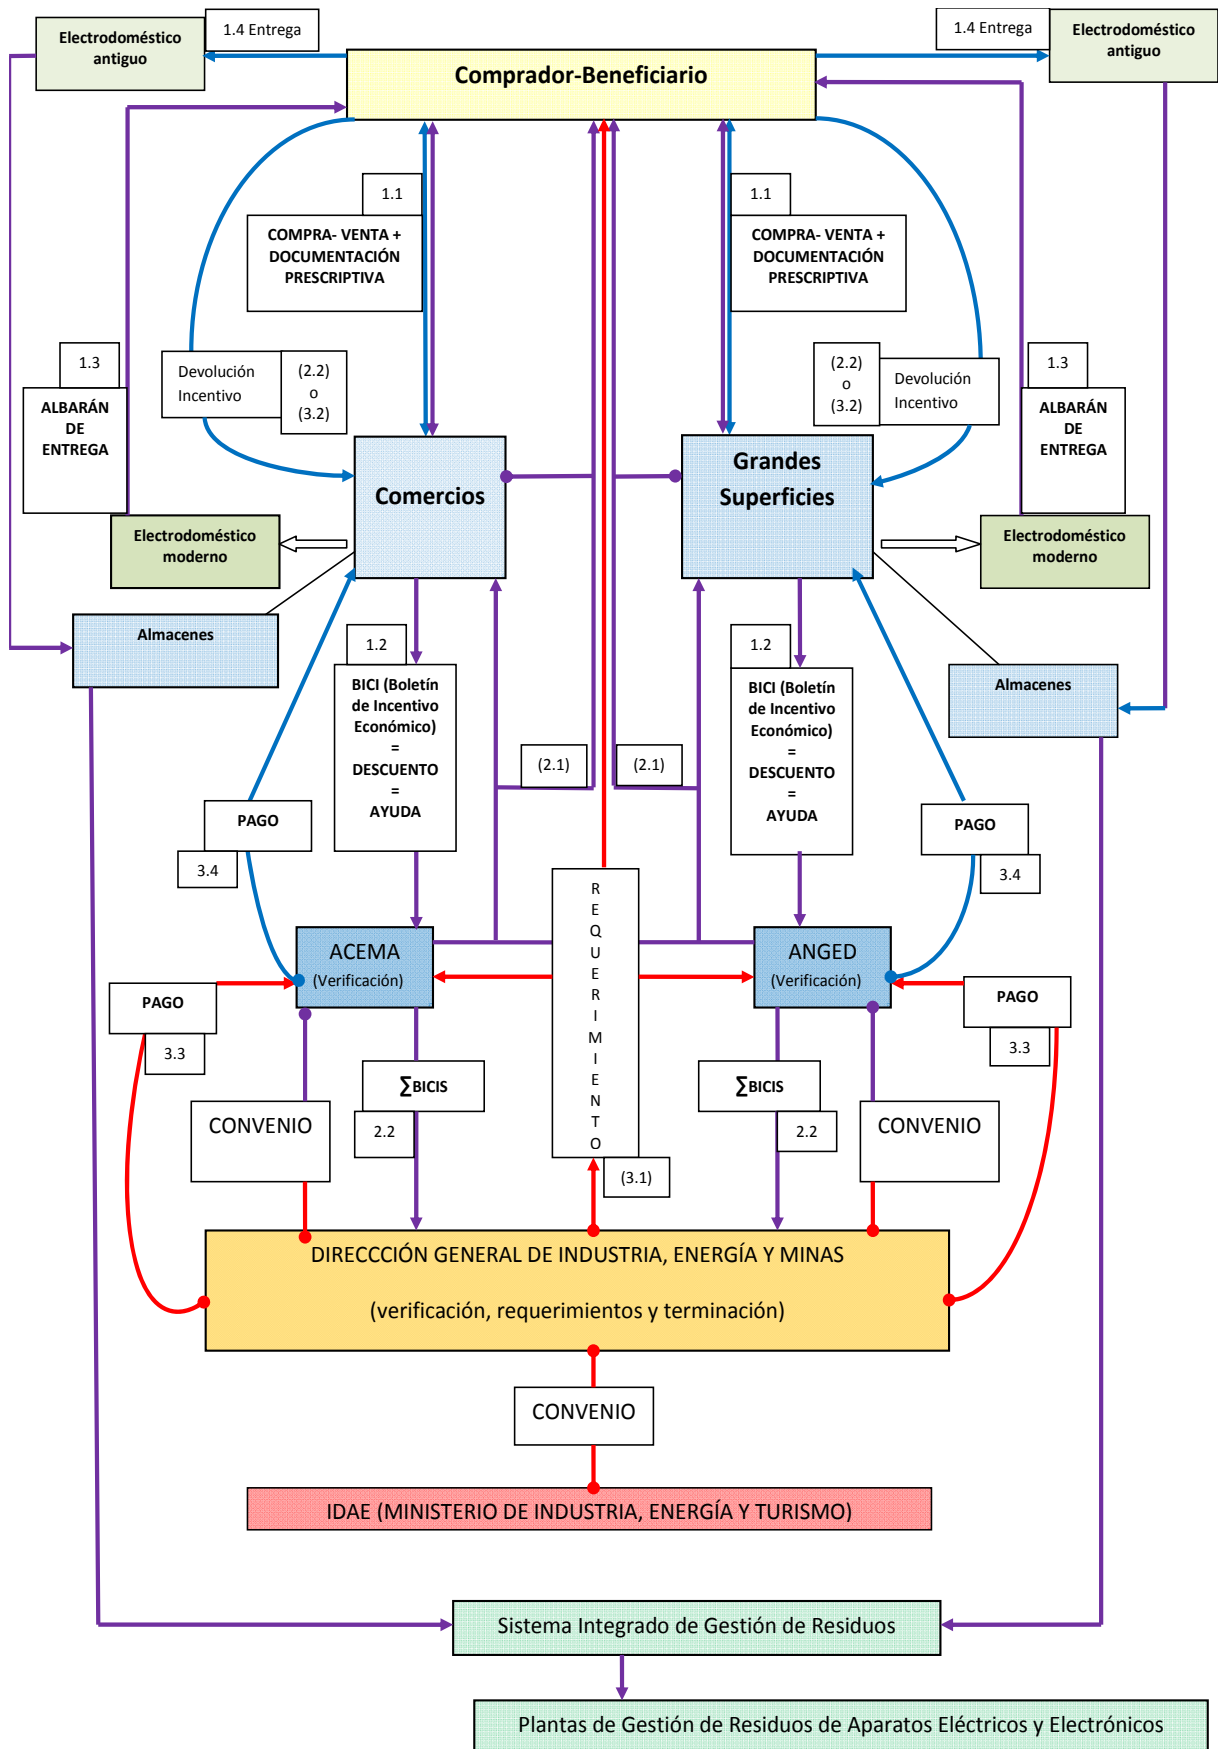 Electrodoméstico
antiguo
1.4 Entrega
1.4 Entrega
Electrodoméstico
antiguo
Comprador-Beneficiario
1.1
COMPRA- VENTA +
DOCUMENTACIÓN
PRESCRIPTIVA
1.1
COMPRA- VENTA +
DOCUMENTACIÓN
PRESCRIPTIVA
1.3
ALBARÁN
DE
ENTREGA
Devolución
Incentivo
(2.2)
o
(3.2)
(2.2)
o
(3.2)
Devolución
Incentivo
1.3
ALBARÁN
DE
ENTREGA
Comercios
Grandes
Superficies
Electrodoméstico
moderno
Electrodoméstico
moderno
Almacenes
Almacenes
1.2
BICI (Boletín
de Incentivo
Económico)
=
DESCUENTO
=
AYUDA
1.2
BICI (Boletín
de Incentivo
Económico)
=
DESCUENTO
=
AYUDA
(2.1)
(2.1)
PAGO
3.4
PAGO
3.4
REQUERIMIENTO
(3.1)
ACEMA
(Verificación)
ANGED
(Verificación)
PAGO
3.3
PAGO
3.3
∑BICIS
2.2
∑BICIS
2.2
CONVENIO
CONVENIO
DIRECCCIÓN GENERAL DE INDUSTRIA, ENERGÍA Y MINAS
(verificación, requerimientos y terminación)
CONVENIO
IDAE (MINISTERIO DE INDUSTRIA, ENERGÍA Y TURISMO)
Sistema Integrado de Gestión de Residuos
Plantas de Gestión de Residuos de Aparatos Eléctricos y Electrónicos